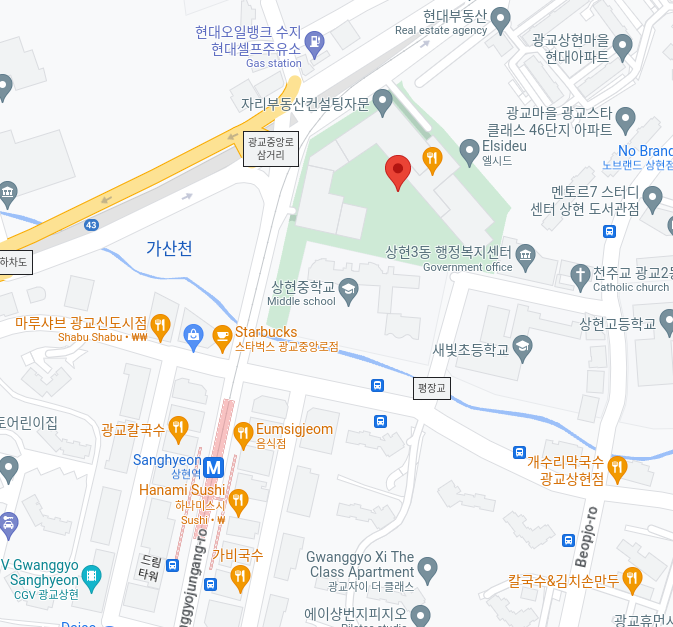 현대오일뱅크 수지
현대셀프주유소
Gas station
현대부동산
Real estate agency
광교상현마을
현대아파트
자리부동산컨설팅자문
광교마을 광교스타
클래스 46단지 아파트
광교중앙로
삼거리
Elsideu
엘시드
No Brand
노브랜드 상현점
멘토르7 스터디
센터 상현 도서관점
43
가산천
하차도
상현3동 행정복지센터
Government office
천주교 광교2동
Catholic church
상현중학교
Middle school
마루샤브 광교신도시점
Shabu Shabu • ₩₩
Starbucks
스타벅스 광교중앙로점
상현고등학교
새빛초등학교
평장교
토어린이집
광교칼국수
Eumsigjeom
음식점
Sanghyeon
상현역
M
개수리막국수
광교상현점
Hanami Sushi
하나미스시
Sushi • ₩
Beopjo-ro
ggyojungang-ro
드림
타워
가비국수
V Gwanggyo
Sanghyeon
CGV 광교상현
Gwanggyo Xi The
Class Apartment
광교자이 더 클래스
칼국수&김치손만두
에이샹번지피지오
Pilates studio
광교휴먼시
Daiso